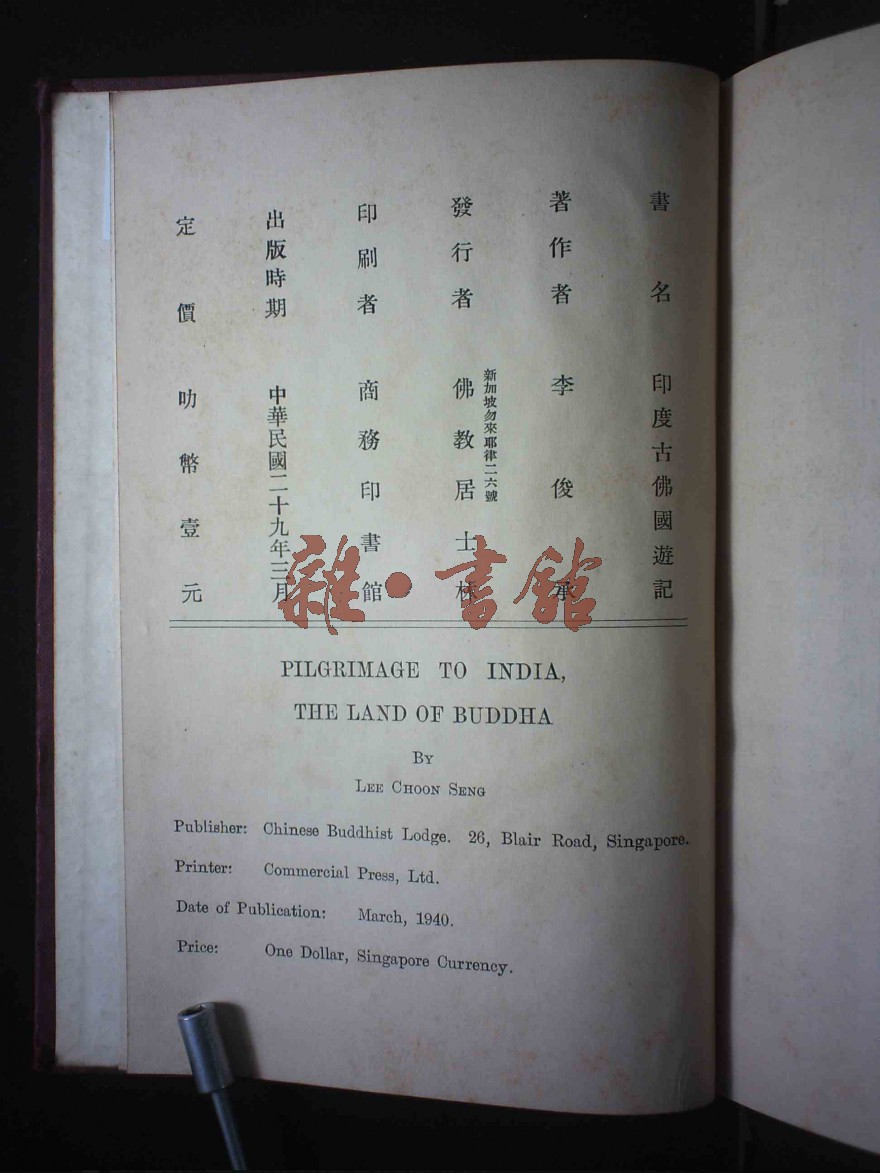 書名 印度古佛國遊記
著作者 李俊承
新加坡勿來耶律二六號
發行者 佛教居士林
印刷者 商務印書館
出版時期 中華民國二十九年三月
定價 叻幣壹元
雜·書館
PILGRIMAGE TO INDIA,
THE LAND OF BUDDHA
By
Lee Choon Seng
Publisher: Chinese Buddhist Lodge. 26, Blair Road, Singapore.
Printer: Commercial Press, Ltd.
Date of Publication: March, 1940.
Price: One Dollar, Singapore Currency.